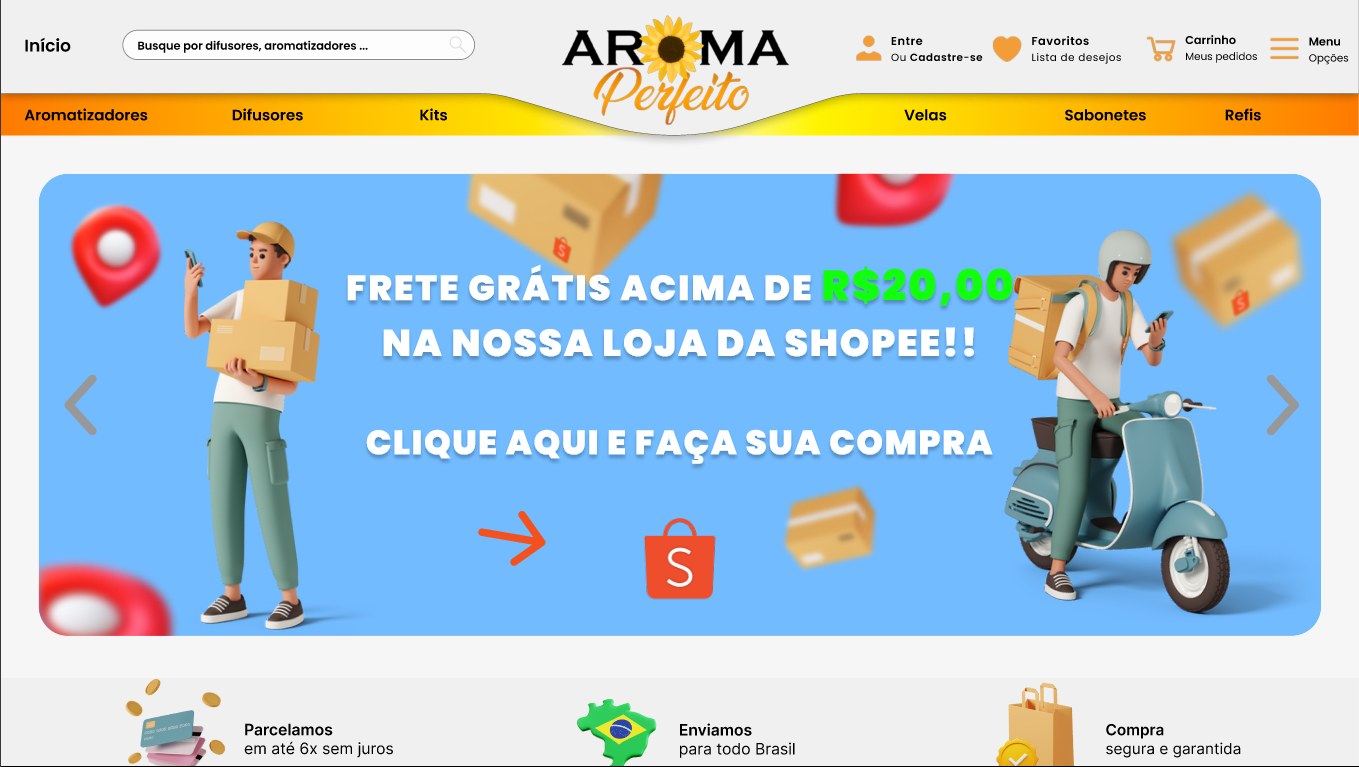 Início
Busque por difusores, aromatizadores ...
AROMA
Perfeito
Entre
Ou Cadastre-se
Favoritos
Lista de desejos
Carrinho
Meus pedidos
Menu
Opções
Aromatizadores
Difusores
Kits
Velas
Sabonetes
Refis
FRETE GRÁTIS ACIMA DE R$20,00
NA NOSSA LOJA DA SHOPEE!!
CLIQUE AQUI E FAÇA SUA COMPRA
S
Parcelamos
em até 6x sem juros
Enviamos
para todo Brasil
Compra
segura e garantida